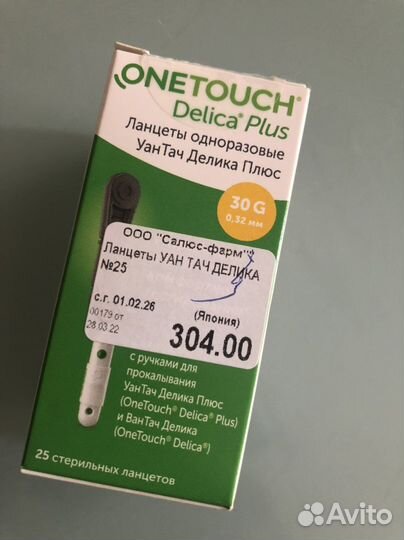 ONETOUCH®
Delica® Plus
Ланцеты одноразовые
УанТач Делика Плюс
30 G
0,32 мм
ООО "Салюс-фарм"
Ланцеты УАН ТАЧ ДЕЛИКА
№25
с.г. 01.02.26
(Япония)
00179 от
28.03.22
304.00
с ручками для
прокалывания
УанТач Делика Плюс
(OneTouch® Delica® Plus)
и ВанТач Делика
(OneTouch® Delica®)
25 стерильных ланцетов
Avito